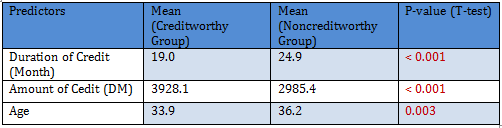 Predictors Mean (Creditworthy Group) Mean (Noncreditworthy Group) P-value (T-test)
Duration of Credit (Month) 19.0 24.9 < 0.001
Amount of Cedit (DM) 3928.1 2985.4 < 0.001
Age 33.9 36.2 0.003